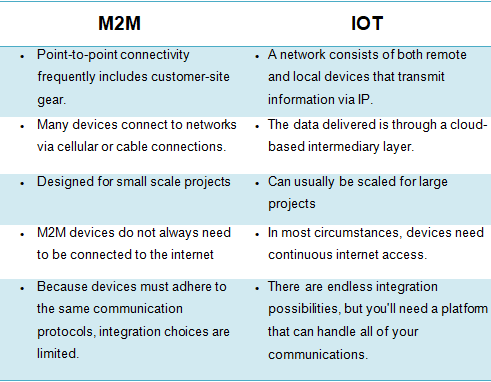 M2M
IOT
• Point-to-point connectivity
frequently includes customer-site
gear.
• A network consists of both remote
and local devices that transmit
information via IP.
• Many devices connect to networks
via cellular or cable connections.
• The data delivered is through a cloud-
based intermediary layer.
• Designed for small scale projects
• Can usually be scaled for large
projects
• M2M devices do not always need
to be connected to the internet
• In most circumstances, devices need
continuous internet access.
• Because devices must adhere to
the same communication
protocols, integration choices are
limited.
• There are endless integration
possibilities, but you'll need a platform
that can handle all of your
communications.